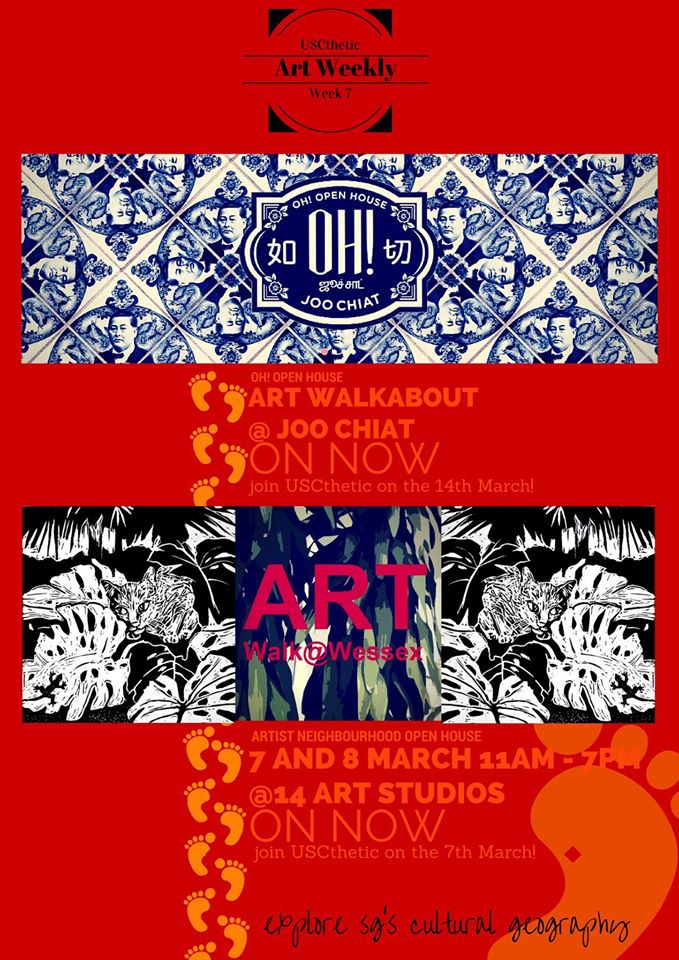 USCthetic
Art Weekly
Week 7
OH! OPEN HOUSE
如 OH! 切
ஜூச் சாட்
JOO CHIAT
OH! OPEN HOUSE
ART WALKABOUT
@ JOO CHIAT
ON NOW
join USCthetic on the 14th March!
ART
Walk@Wessex
ARTIST NEIGHBOURHOOD OPEN HOUSE
7 AND 8 MARCH 11AM - 7PM
@14 ART STUDIOS
ON NOW
join USCthetic on the 7th March!
explore sg's cultural geography